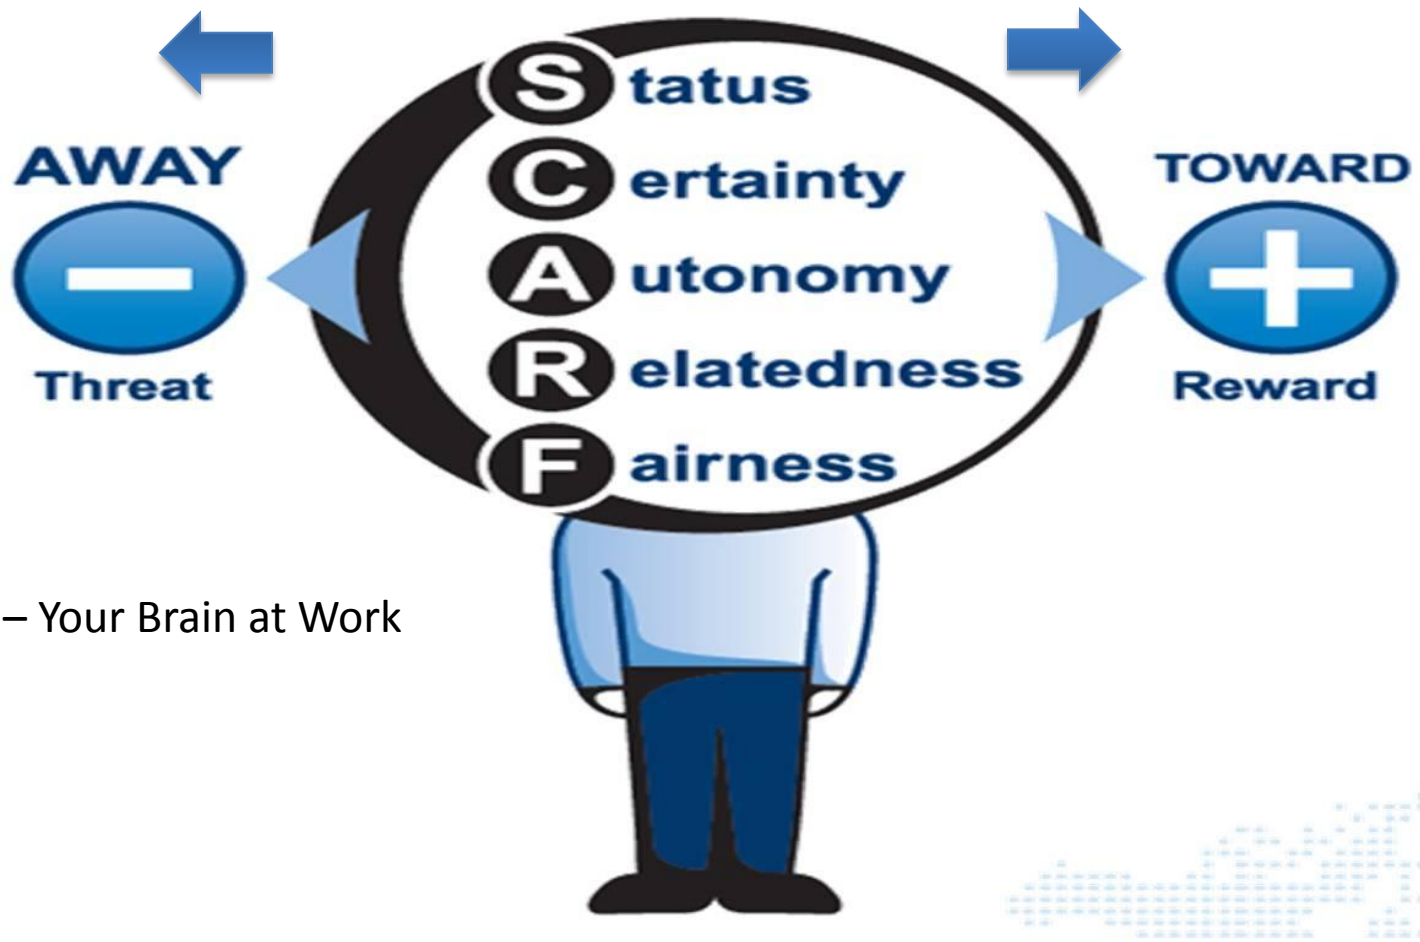 Status
AWAY
TOWARD
Certainty
Autonomy
Threat
Relatedness
Reward
Fairness
– Your Brain at Work